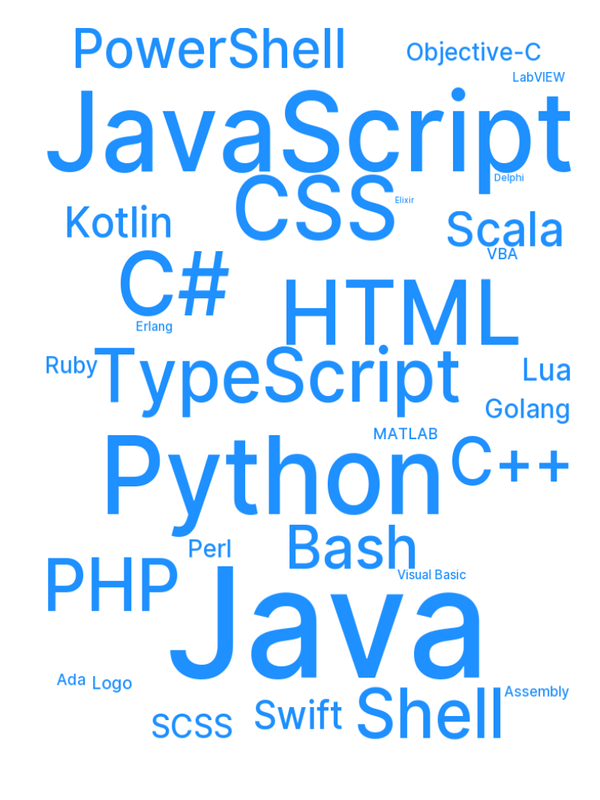 PowerShell
Objective-C
LabVIEW
JavaScript
Delphi
CSS
Elixir
Kotlin
Scala
VBA
C#
HTML
Erlang
Ruby
TypeScript
Lua
Golang
MATLAB
Python
C++
Bash
Perl
Visual Basic
PHP
Java
Ada
Logo
Assembly
Shell
Swift
SCSS